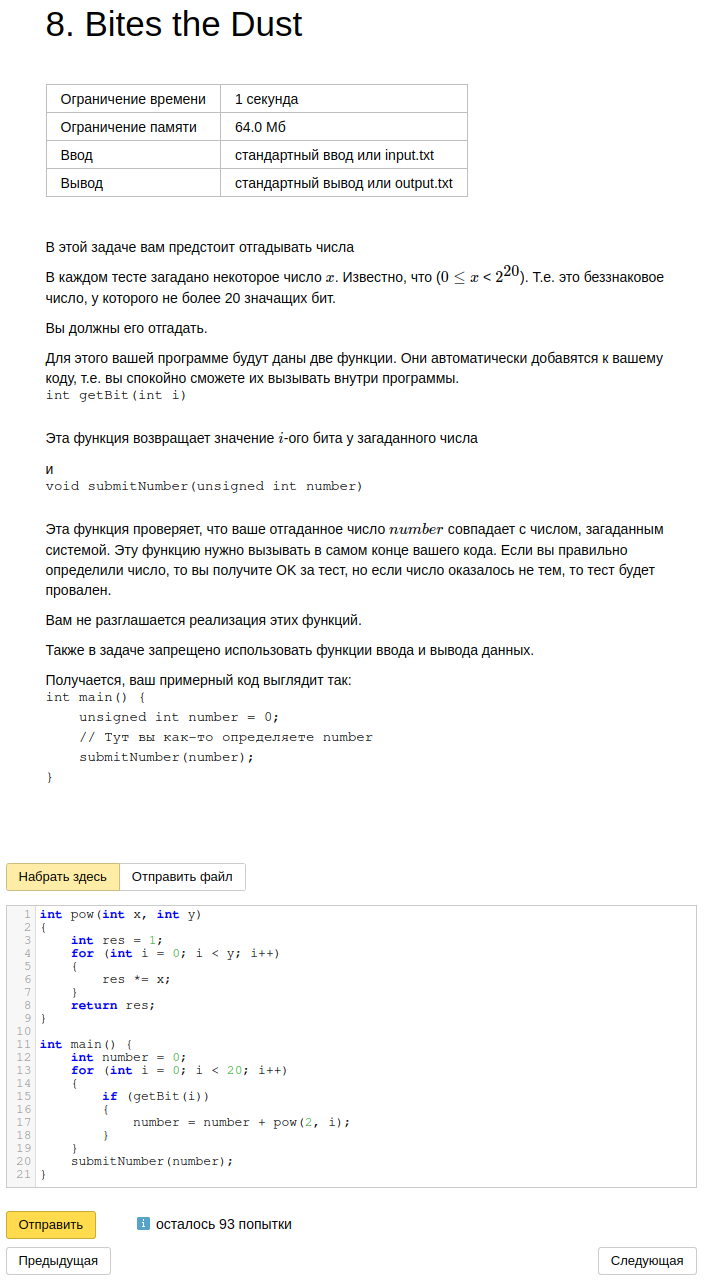 8. Bites the Dust
Ограничение времени 1 секунда
Ограничение памяти 64.0 Мб
Ввод стандартный ввод или input.txt
Вывод стандартный вывод или output.txt
В этой задаче вам предстоит отгадывать числа
В каждом тесте загадано некоторое число x. Известно, что (0 ≤ x < 2^20). Т.е. это беззнаковое
число, у которого не более 20 значащих бит.
Вы должны его отгадать.
Для этого вашей программе будут даны две функции. Они автоматически добавятся к вашему
коду, т.е. вы спокойно сможете их вызывать внутри программы.
int getBit(int i)
Эта функция возвращает значение i-ого бита у загаданного числа
и
void submitNumber(unsigned int number)
Эта функция проверяет, что ваше отгаданное число number совпадает с числом, загаданным
системой. Эту функцию нужно вызывать в самом конце вашего кода. Если вы правильно
определили число, то вы получите ОК за тест, но если число оказалось не тем, то тест будет
провален.
Вам не разглашается реализация этих функций.
Также в задаче запрещено использовать функции ввода и вывода данных.
Получается, ваш примерный код выглядит так:
int main() {
    unsigned int number = 0;
    // Тут вы как-то определяете number
    submitNumber(number);
}
Набрать здесь Отправить файл
1 int pow(int x, int y)
2 {
3     int res = 1;
4     for (int i = 0; i < y; i++)
5     {
6         res *= x;
7     }
8     return res;
9 }
10
11 int main() {
12     int number = 0;
13     for (int i = 0; i < 20; i++)
14     {
15         if (getBit(i))
16         {
17             number = number + pow(2, i);
18         }
19     }
20     submitNumber(number);
21 }
Отправить i осталось 93 попытки
Предыдущая Следующая